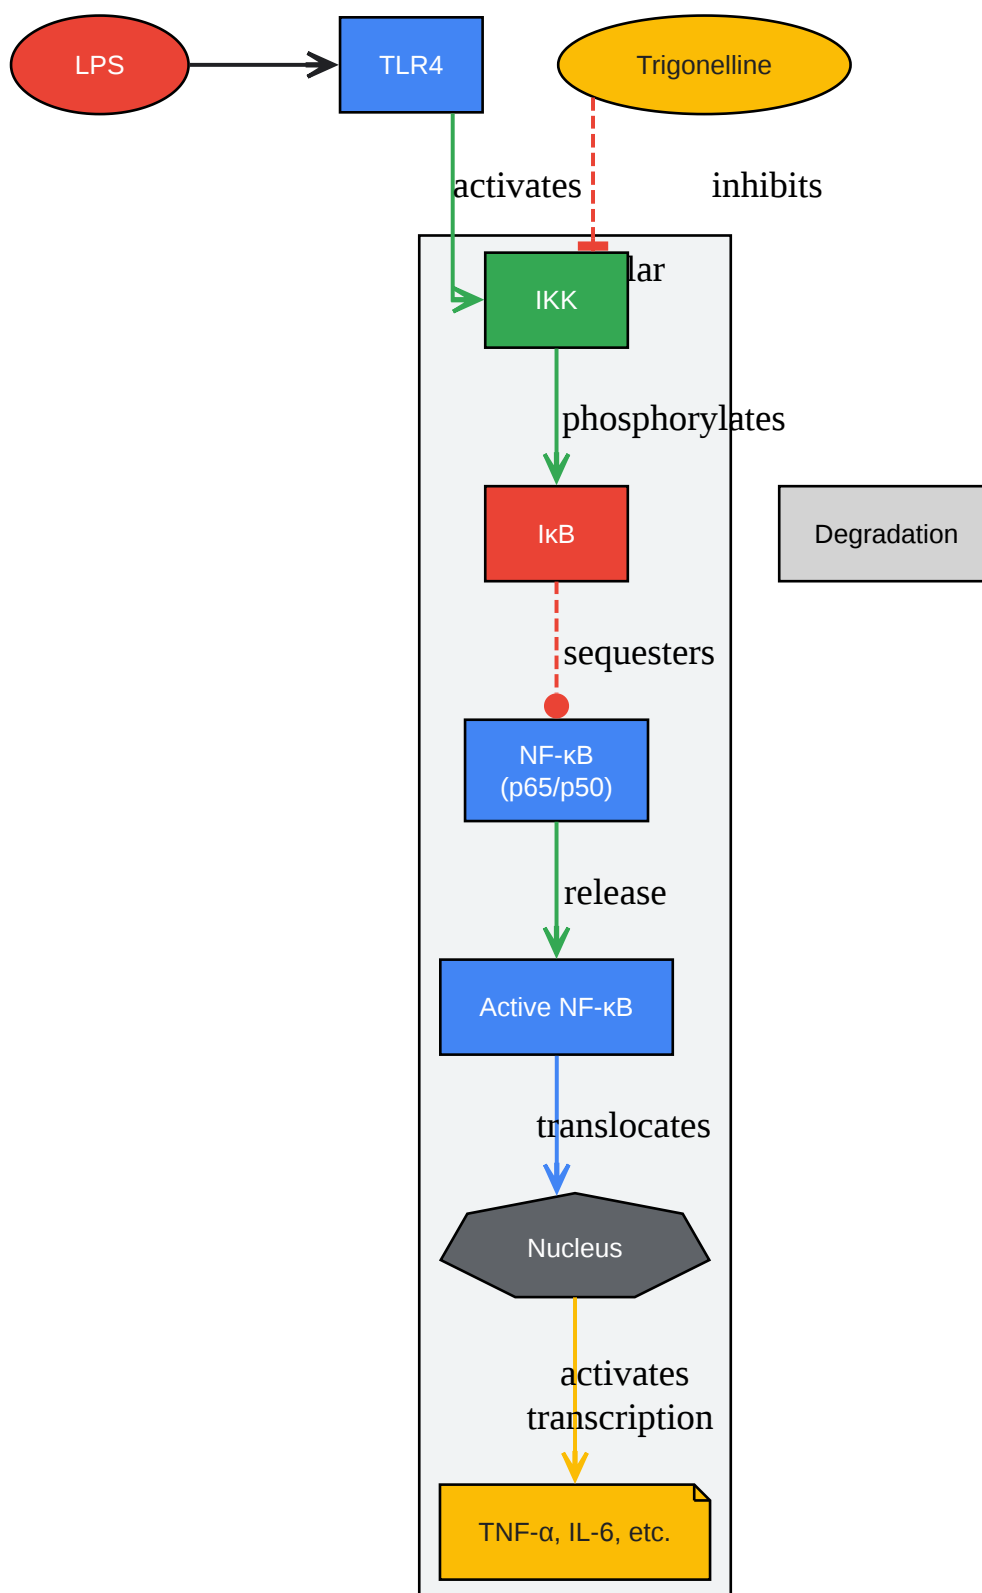 LPS
TLR4
Trigonelline
activates
inhibits
IKK
phosphorylates
IκB
Degradation
sequesters
NF-κB
(p65/p50)
release
Active NF-κB
translocates
Nucleus
activates
transcription
TNF-α, IL-6, etc.